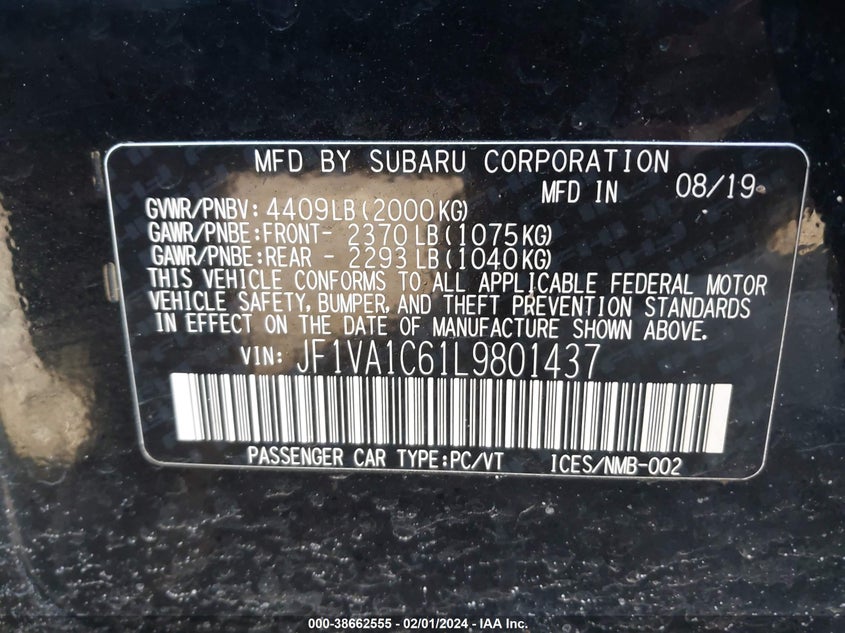 MFD BY SUBARU CORPORATION
MFD IN 08/19
GVWR/PNBV: 4409LB(2000KG)
GAWR/PNBE:FRONT- 2370LB(1075KG)
GAWR/PNBE:REAR - 2293LB(1040KG)
THIS VEHICLE CONFORMS TO ALL APPLICABLE FEDERAL MOTOR
VEHICLE SAFETY, BUMPER, AND THEFT PREVENTION STANDARDS
IN EFFECT ON THE DATE OF MANUFACTURE SHOWN ABOVE.
VIN: JF1VA1C61L9801437
PASSENGER CAR TYPE:PC/VT ICES/NMB-002
000-38662555 - 02/01/2024 - IAA Inc.